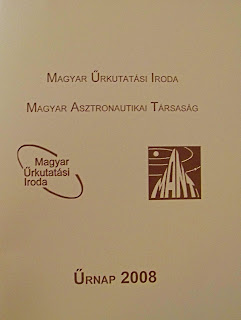 Magyar Űrkutatási Iroda
Magyar Asztronautikai Társaság
Magyar
Űrkutatási
Iroda
MANT
Űrnap 2008